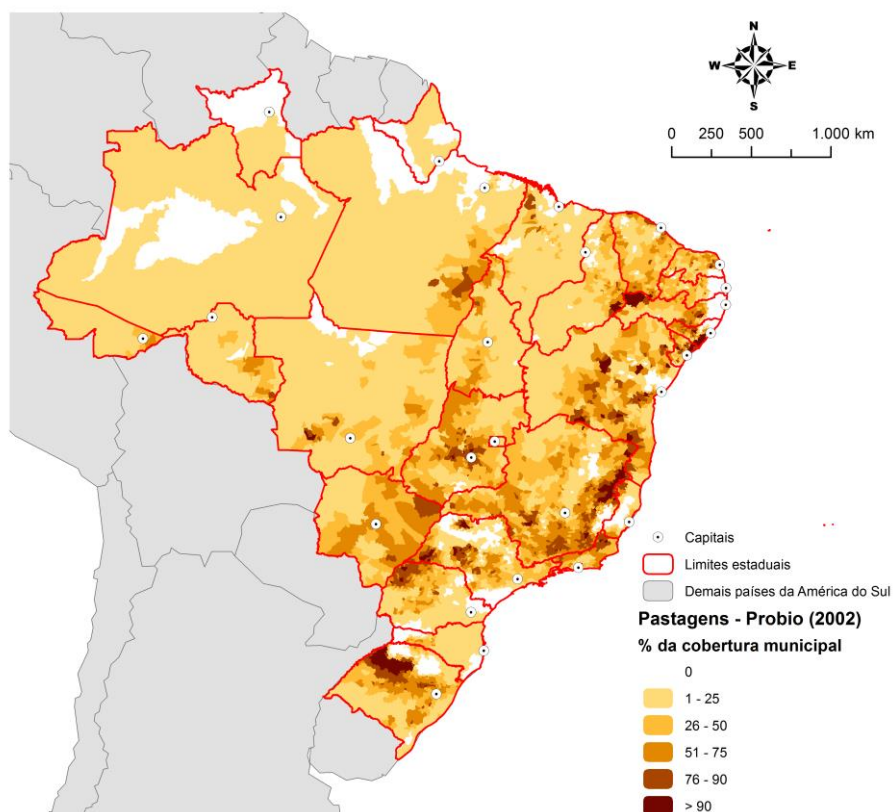 N
W E
S
0 250 500 1.000 km
Capitais
Limites estaduais
Demais países da América do Sul
Pastagens - Probio (2002)
% da cobertura municipal
0
1 - 25
26 - 50
51 - 75
76 - 90
> 90